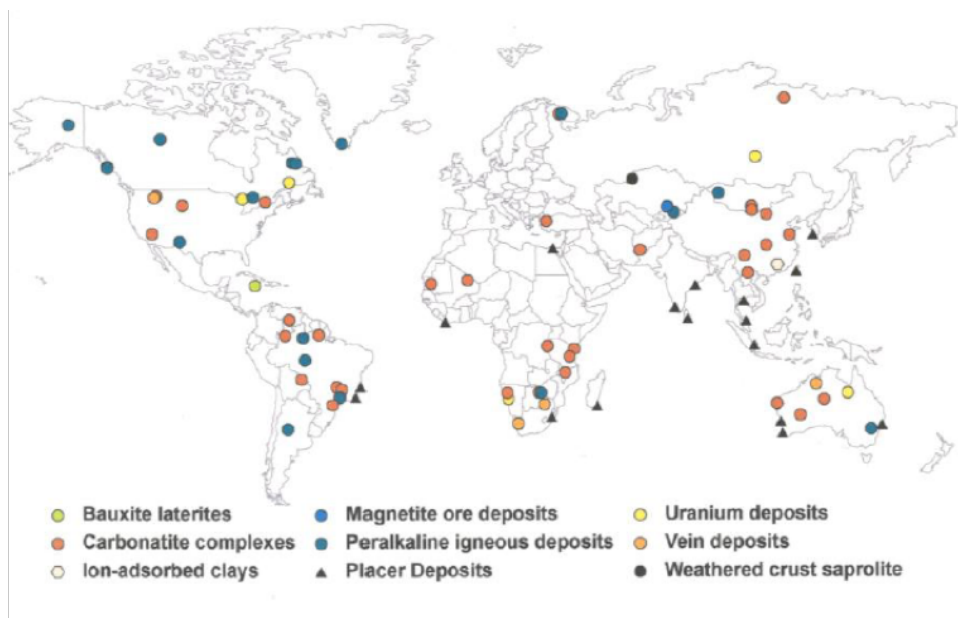 Bauxite laterites Magnetite ore deposits Uranium deposits
Carbonatite complexes Peralkaline igneous deposits Vein deposits
Ion-adsorbed clays Placer Deposits Weathered crust saprolite